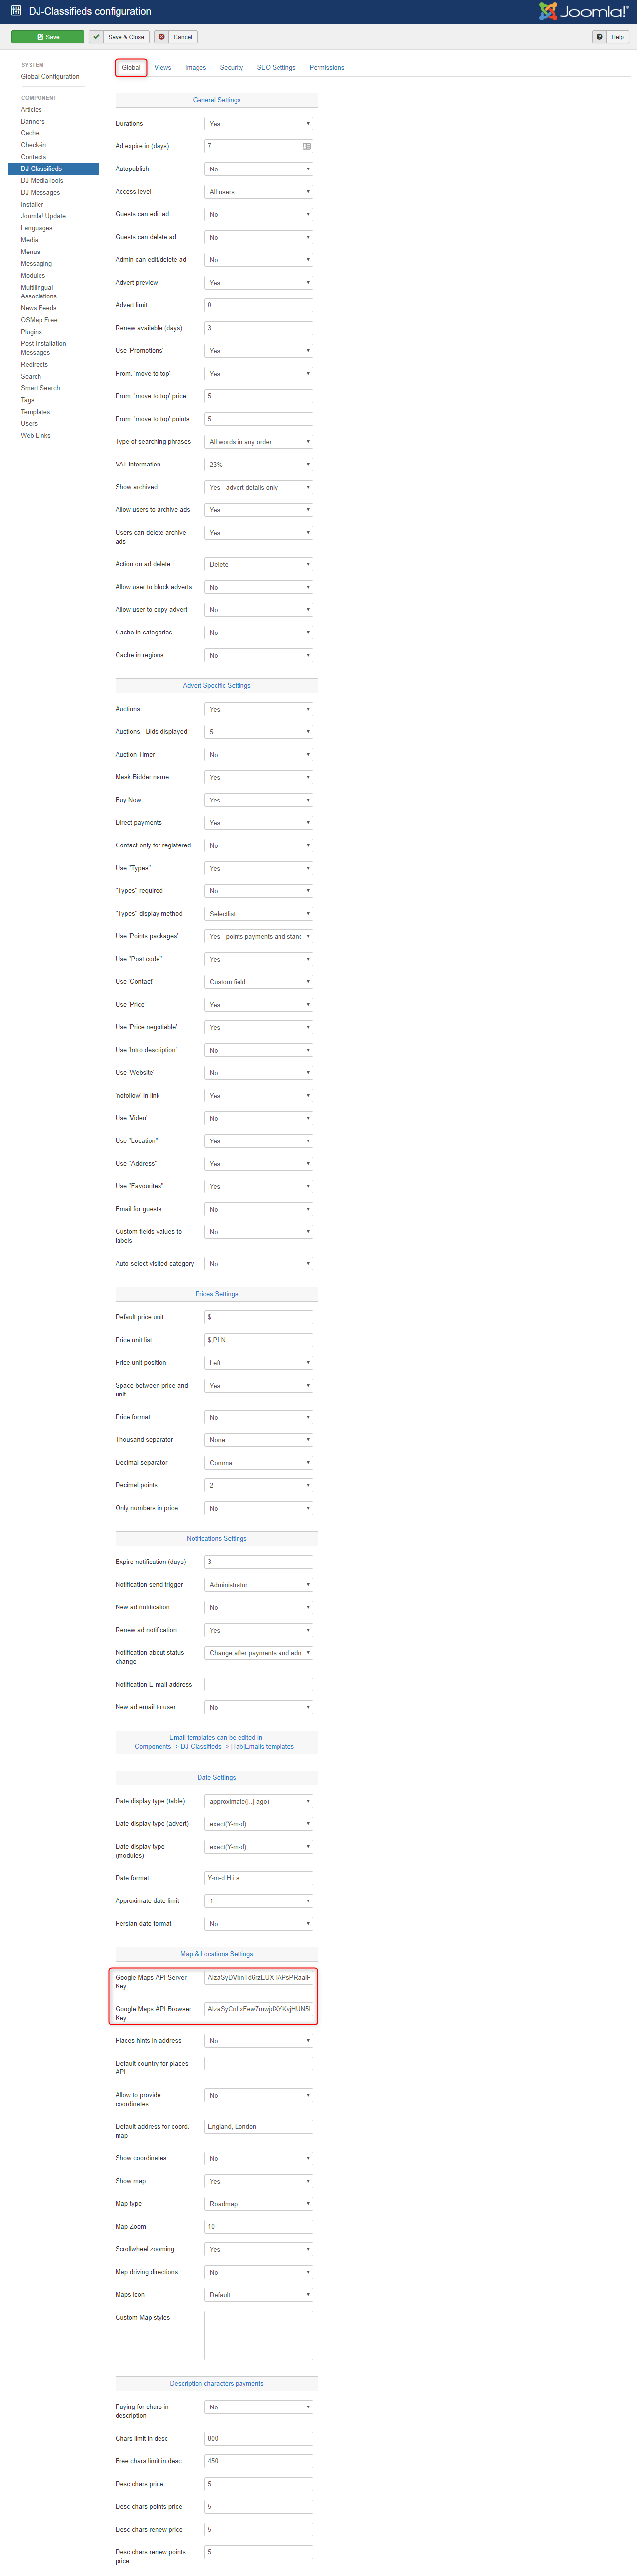 DJ-Classifieds configuration
Joomla!®
Save
Save & Close
Cancel
Help
SYSTEM
Global Configuration
COMPONENT
Articles
Banners
Cache
Check-in
Contacts
DJ-Classifieds
DJ-MediaTools
DJ-Messages
Installer
Joomla! Update
Languages
Media
Menus
Messaging
Modules
Multilingual
Associations
News Feeds
OSMap Free
Plugins
Post-installation
Messages
Redirects
Search
Smart Search
Tags
Templates
Users
Web Links
Global Views Images Security SEO Settings Permissions
General Settings
Durations Yes
Ad expire in (days) 7
Autopublish No
Access level All users
Guests can edit ad No
Guests can delete ad No
Admin can edit/delete ad No
Advert preview Yes
Advert limit 0
Renew available (days) 3
Use 'Promotions' Yes
Prom. 'move to top' Yes
Prom. 'move to top' price 5
Prom. 'move to top' points 5
Type of searching phrases All words in any order
VAT information 23%
Show archived Yes - advert details only
Allow users to archive ads Yes
Users can delete archive Yes
ads
Action on ad delete Delete
Allow user to block adverts No
Allow user to copy advert No
Cache in categories No
Cache in regions No
Advert Specific Settings
Auctions Yes
Auctions - Bids displayed 5
Auction Timer No
Mask Bidder name Yes
Buy Now Yes
Direct payments Yes
Contact only for registered No
Use "Types" Yes
"Types" required No
"Types" display method Selectlist
Use 'Points packages' Yes - points payments and stand
Use "Post code" Yes
Use 'Contact' Custom field
Use 'Price' Yes
Use 'Price negotiable' Yes
Use 'Intro description' No
Use 'Website' No
'nofollow' in link Yes
Use 'Video' No
Use "Location" Yes
Use "Address" Yes
Use "Favourites" Yes
Email for guests No
Custom fields values to No
labels
Auto-select visited category No
Prices Settings
Default price unit $
Price unit list $;PLN
Price unit position Left
Space between price and Yes
unit
Price format No
Thousand separator None
Decimal separator Comma
Decimal points 2
Only numbers in price No
Notifications Settings
Expire notification (days) 3
Notification send trigger Administrator
New ad notification No
Renew ad notification Yes
Notification about status Change after payments and adm
change
Notification E-mail address
New ad email to user No
Email templates can be edited in
Components -> DJ-Classifieds -> [Tab]Emails templates
Date Settings
Date display type (table) approximate([..] ago)
Date display type (advert) exact(Y-m-d)
Date display type exact(Y-m-d)
(modules)
Date format Y-m-d H:i:s
Approximate date limit 1
Persian date format No
Map & Locations Settings
Google Maps API Server
Key
Google Maps API Browser
Key
Places hints in address No
Default country for places
API
Allow to provide No
coordinates
Default address for coord. England, London
map
Show coordinates No
Show map Yes
Map type Roadmap
Map Zoom 10
Scrollwheel zooming Yes
Map driving directions No
Maps icon Default
Custom Map styles
Description characters payments
Paying for chars in No
description
Chars limit in desc 800
Free chars limit in desc 450
Desc chars price 5
Desc chars points price 5
Desc chars renew price 5
Desc chars renew points 5
price